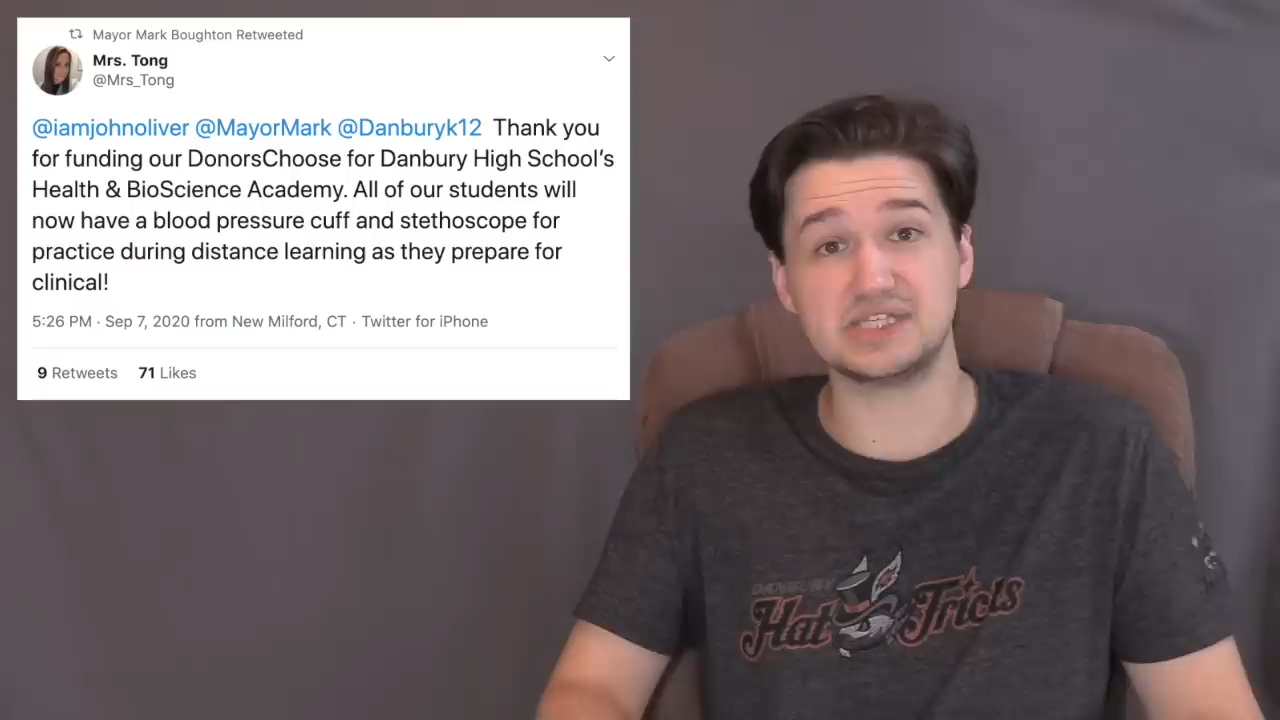 Mayor Mark Boughton Retweeted
Mrs. Tong
@Mrs_Tong
@iamjohnoliver @MayorMark @Danburyk12 Thank you
for funding our DonorsChoose for Danbury High School’s
Health & BioScience Academy. All of our students will
now have a blood pressure cuff and stethoscope for
practice during distance learning as they prepare for
clinical!
5:26 PM · Sep 7, 2020 from New Milford, CT · Twitter for iPhone
9 Retweets 71 Likes
DANBURY
Hat Tricks